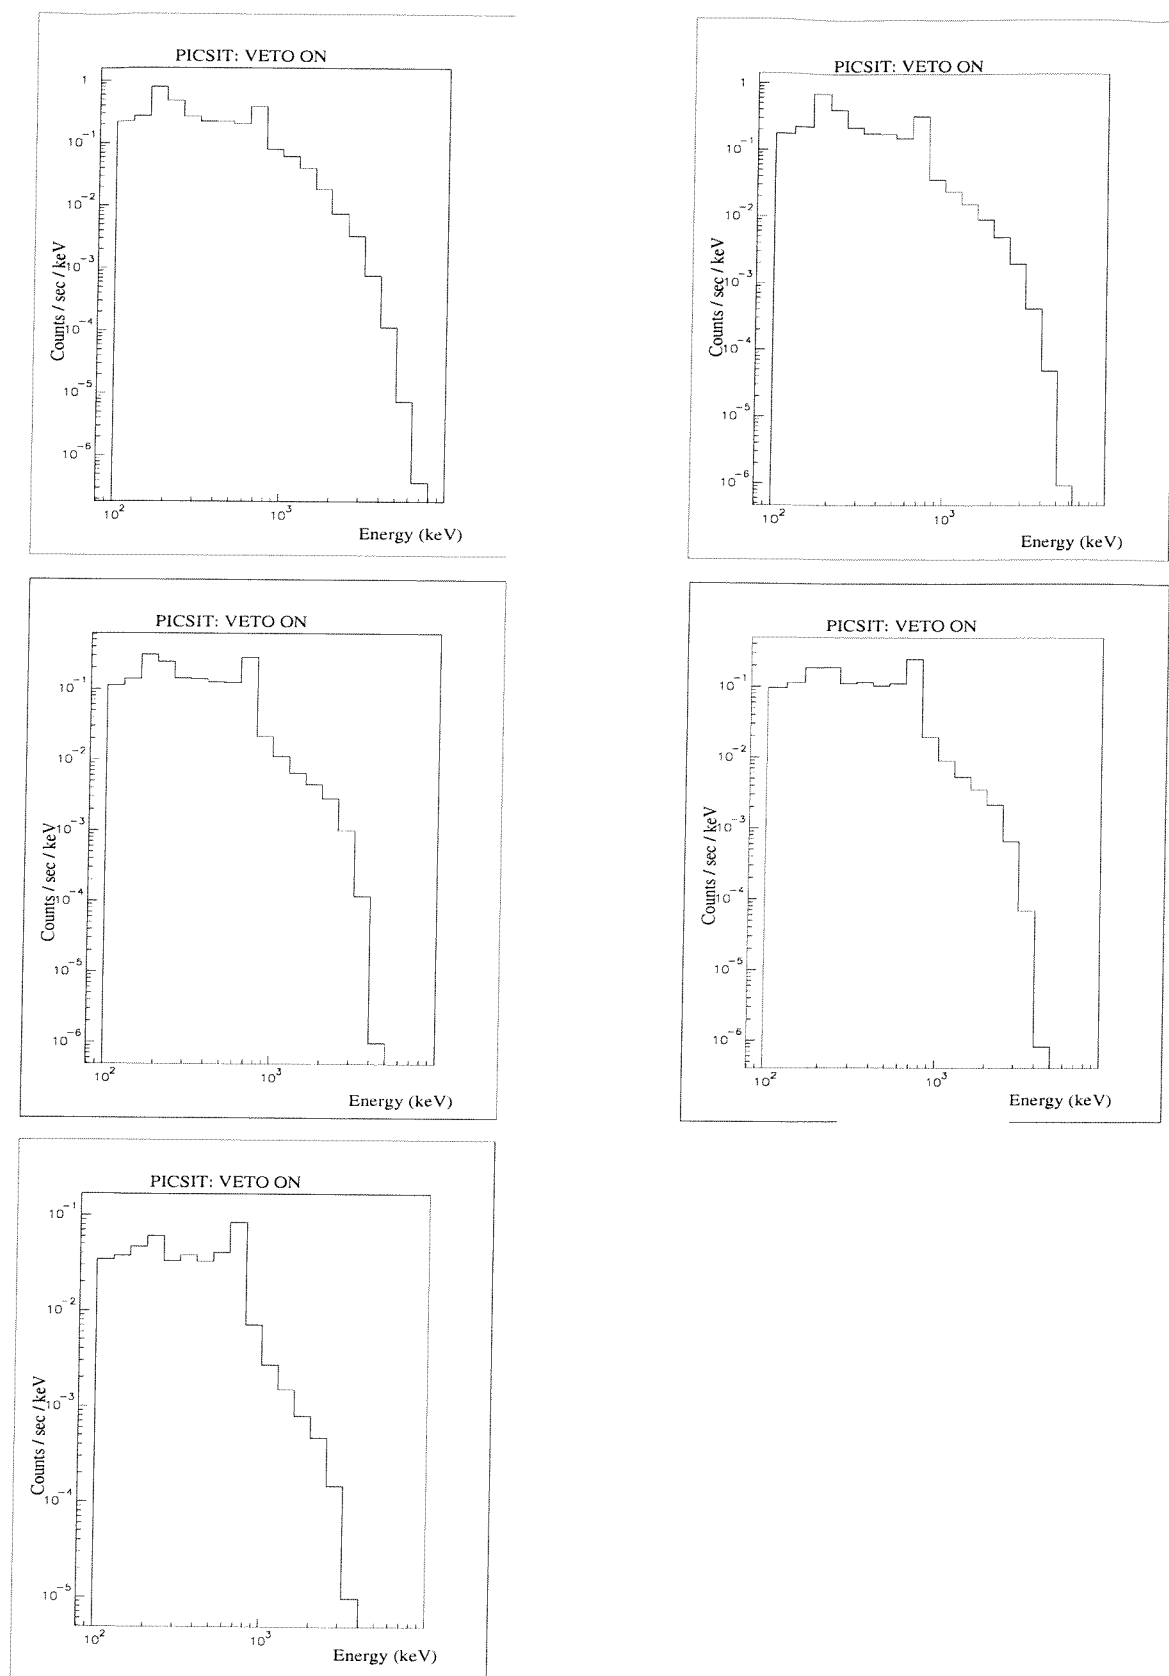 PICSIT: VETO ON
1
10⁻¹
10⁻²
10⁻³
10⁻⁴
10⁻⁵
10⁻⁶
Counts / sec / keV
10²
10³
Energy (keV)
PICSIT: VETO ON
1
10⁻¹
10⁻²
10⁻³
10⁻⁴
10⁻⁵
10⁻⁶
Counts / sec / keV
10²
10³
Energy (keV)
PICSIT: VETO ON
10⁻¹
10⁻²
10⁻³
10⁻⁴
10⁻⁵
10⁻⁶
Counts / sec / keV
10²
10³
Energy (keV)
PICSIT: VETO ON
10⁻¹
10⁻²
10⁻³
10⁻⁴
10⁻⁵
10⁻⁶
Counts / sec / keV
10²
10³
Energy (keV)
PICSIT: VETO ON
10⁻¹
10⁻²
10⁻³
10⁻⁴
10⁻⁵
Counts / sec / keV
10²
10³
Energy (keV)